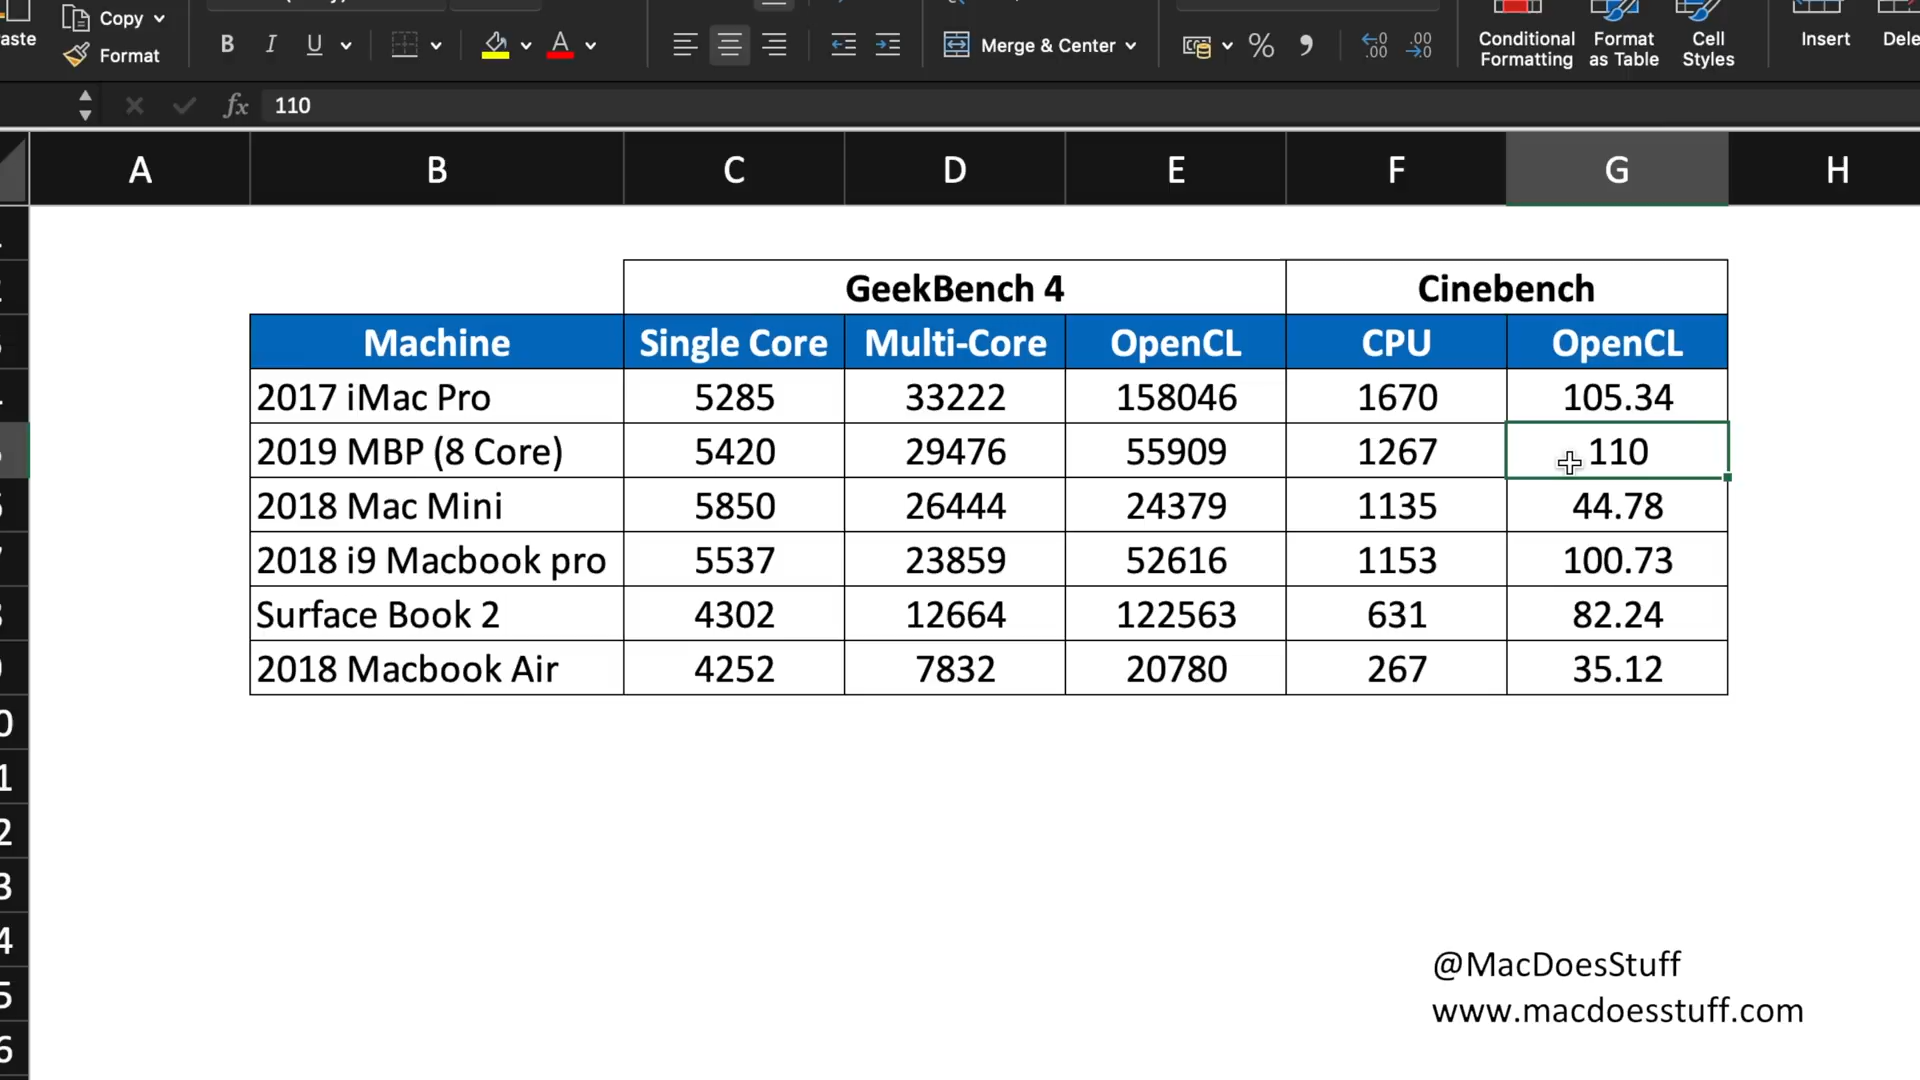 Copy
Format
B I U
Merge & Center
% 
Conditional Formatting
Format as Table
Cell Styles
Insert
fx 110
A B C D E F G H
GeekBench 4 Cinebench
Machine Single Core Multi-Core OpenCL CPU OpenCL
2017 iMac Pro 5285 33222 158046 1670 105.34
2019 MBP (8 Core) 5420 29476 55909 1267 110
2018 Mac Mini 5850 26444 24379 1135 44.78
2018 i9 Macbook pro 5537 23859 52616 1153 100.73
Surface Book 2 4302 12664 122563 631 82.24
2018 Macbook Air 4252 7832 20780 267 35.12
@MacDoesStuff
www.macdoesstuff.com